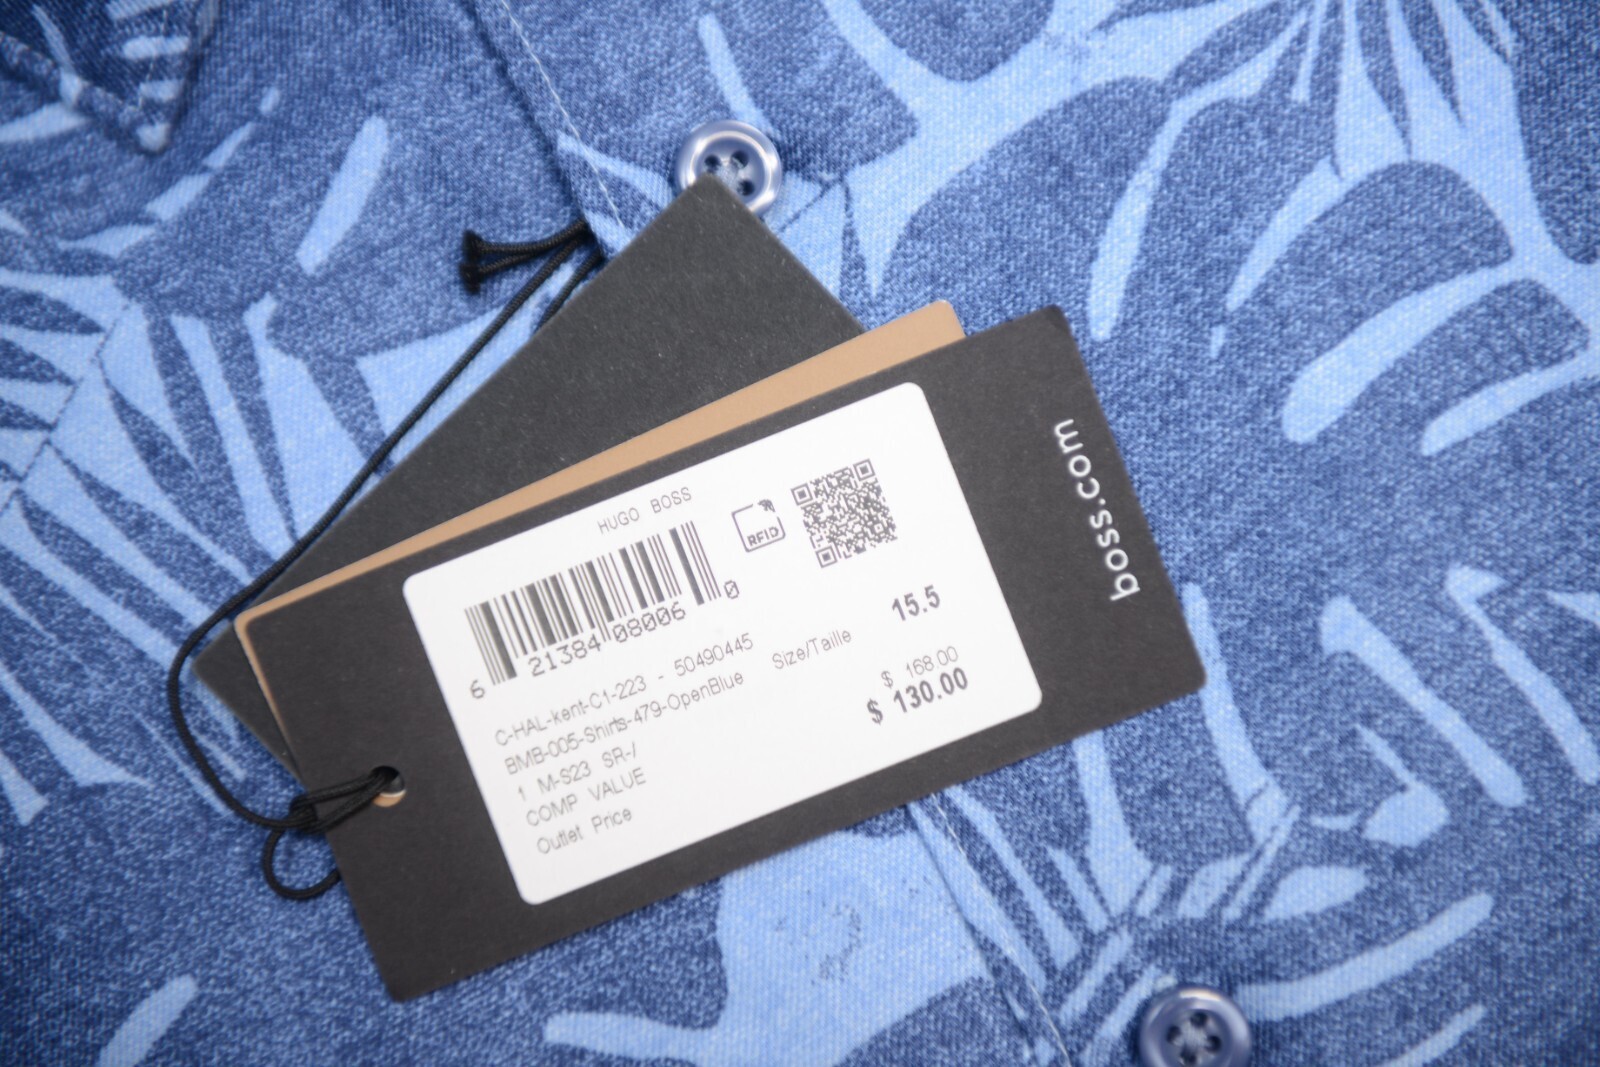 HUGO BOSS
RFID
6 21384 08006 0
C-HAL-kent-C1-223 - 50490445
BMB-005-Shirts-479-OpenBlue Size/Taille 15.5
1 M-S23 SR-/
COMP VALUE $ 168.00
Outlet Price $ 130.00
boss.com